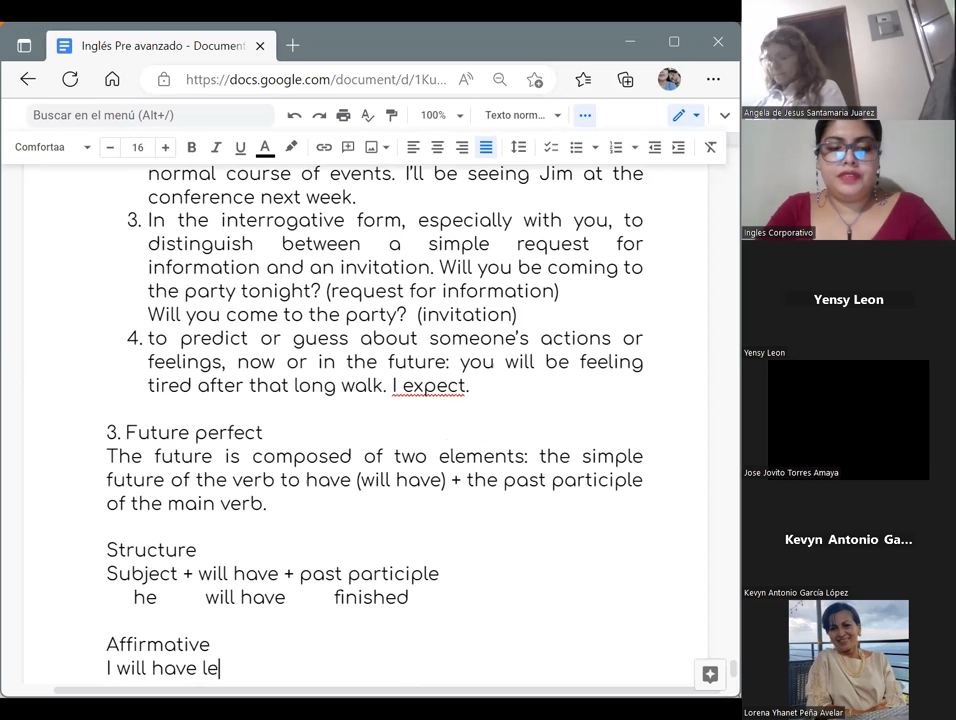 Inglés Pre avanzado - Document
https://docs.google.com/document/d/1Ku...
Buscar en el menú (Alt+/)
100%
Texto norm...
Comfortaa
16
B I U A
normal course of events. I'll be seeing Jim at the
conference next week.
3. In the interrogative form, especially with you, to
distinguish between a simple request for
information and an invitation. Will you be coming to
the party tonight? (request for information)
Will you come to the party? (invitation)
4. to predict or guess about someone's actions or
feelings, now or in the future: you will be feeling
tired after that long walk. I expect.
3. Future perfect
The future is composed of two elements: the simple
future of the verb to have (will have) + the past participle
of the main verb.
Structure
Subject + will have + past participle
he will have finished
Affirmative
I will have le
Angela de Jesus Santamaria Juarez
Ingles Corporativo
Yensy Leon
Yensy Leon
Jose Jovito Torres Amaya
Kevyn Antonio Ga...
Kevyn Antonio García López
Lorena Yhanet Peña Avelar